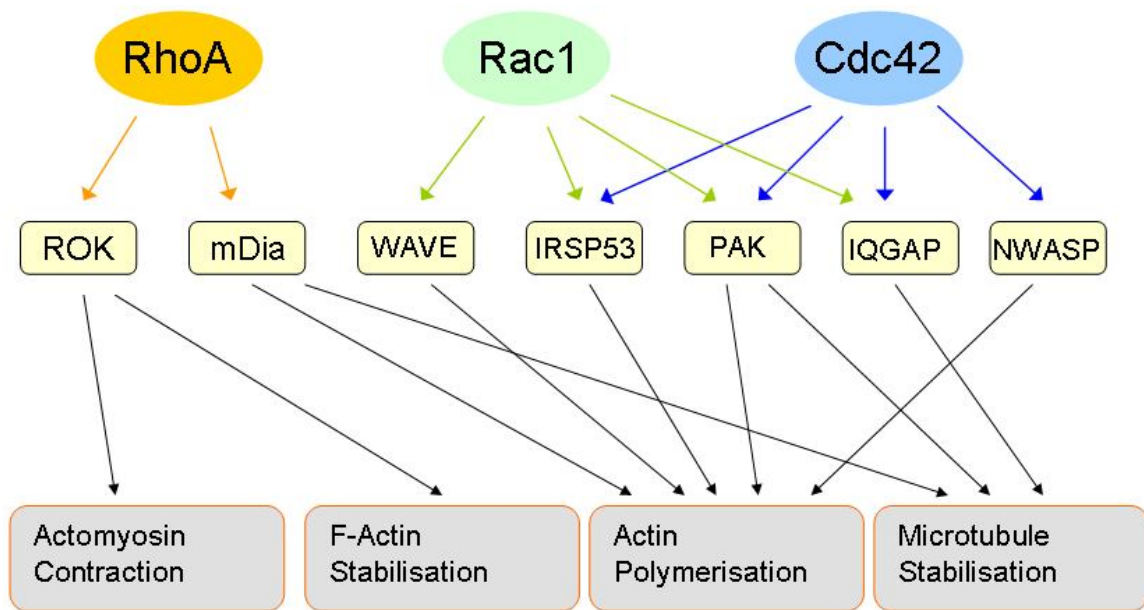 RhoA
Rac1
Cdc42
ROK
mDia
WAVE
IRSP53
PAK
IQGAP
NWASP
Actomyosin
Contraction
F-Actin
Stabilisation
Actin
Polymerisation
Microtubule
Stabilisation